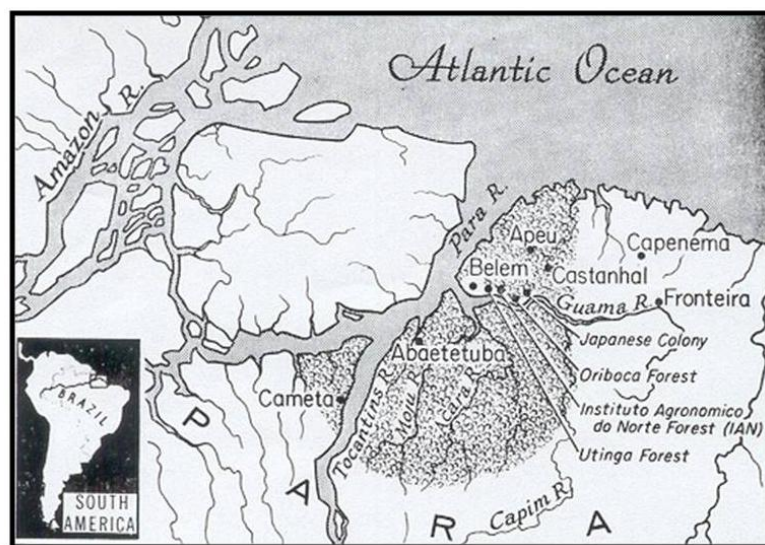 Atlantic Ocean
Amazon R.
Para R.
Apeu
Capenema
Belem
Castanhal
Guama R.
Fronteira
Japanese Colony
Abaetetuba
Oriboca Forest
Cameta
Tocantins R.
Moju R.
Acara R.
Instituto Agronomico
do Norte Forest (IAN)
Utinga Forest
BRAZIL
SOUTH
AMERICA
Capim R.
P A R A